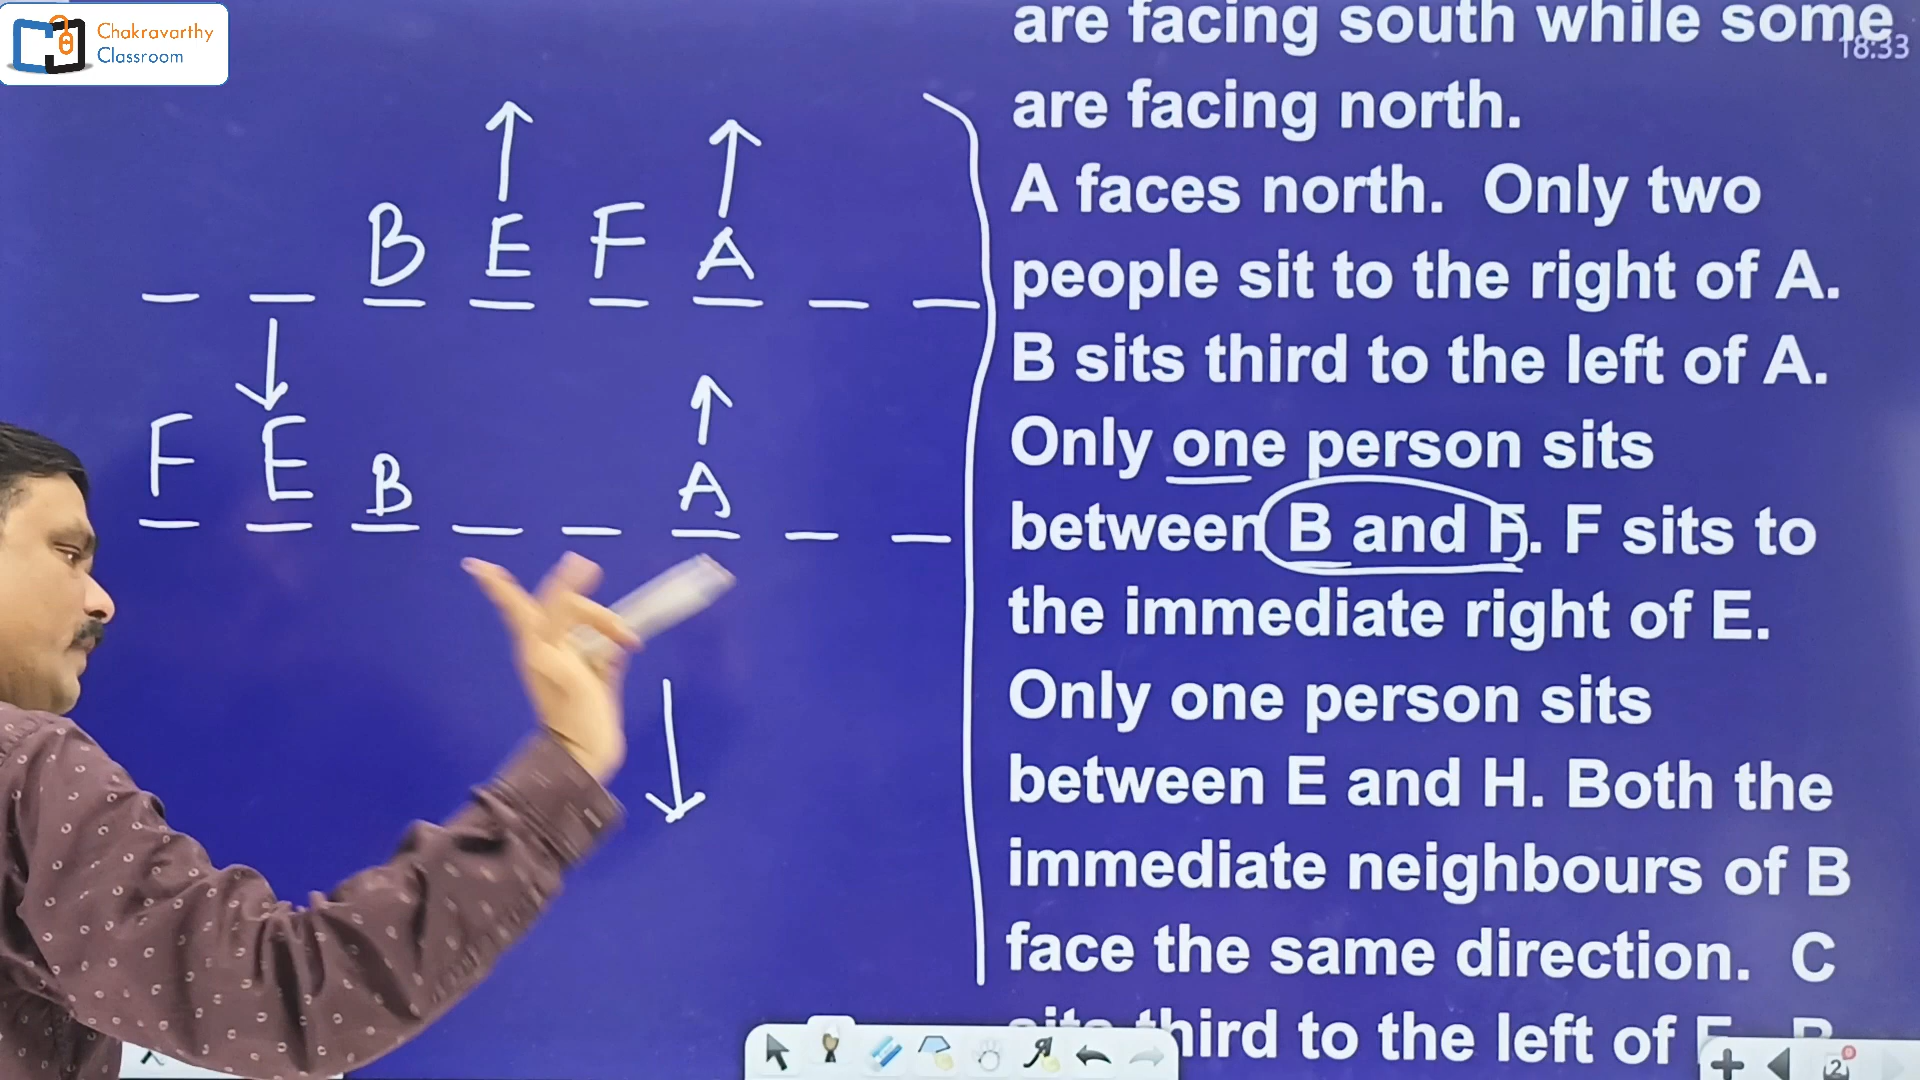 Chakravarthy
Classroom
18:33
are facing south while some
are facing north.
A faces north. Only two
people sit to the right of A.
B sits third to the left of A.
Only one person sits
between B and F. F sits to
the immediate right of E.
Only one person sits
between E and H. Both the
immediate neighbours of B
face the same direction. C
sits third to the left of
B E F A
F E B A
2